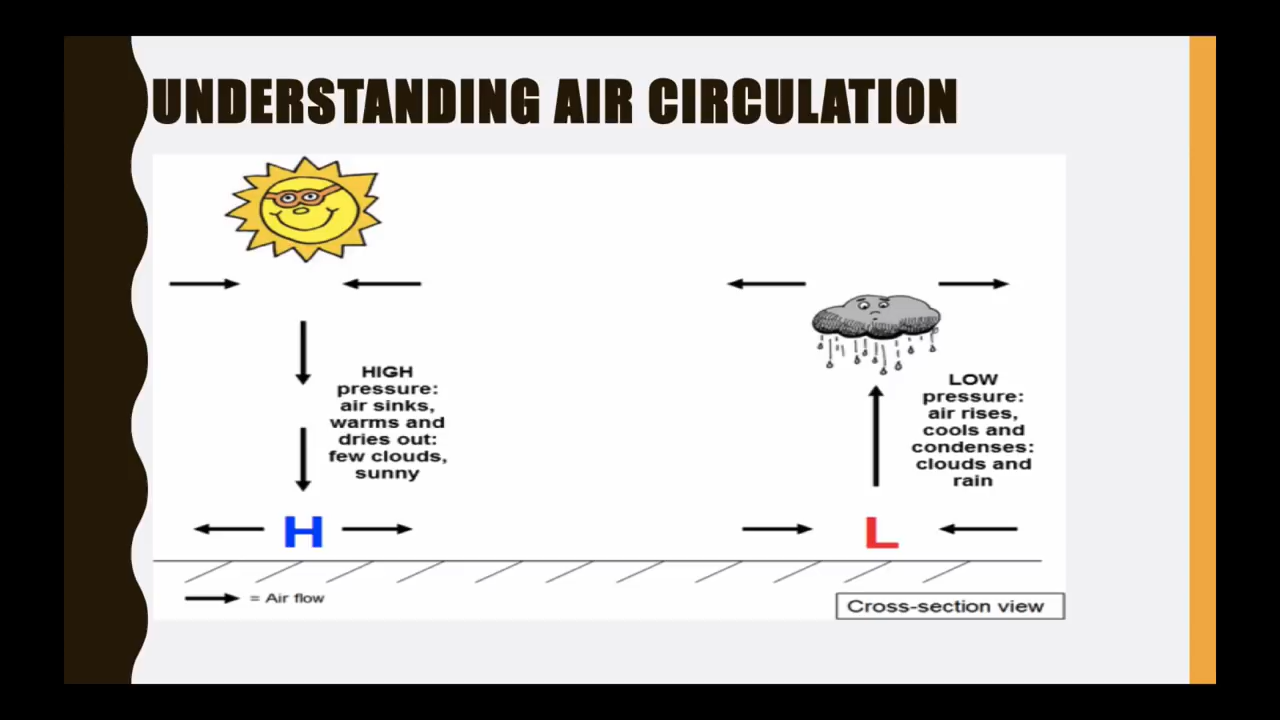 UNDERSTANDING AIR CIRCULATION
HIGH
pressure:
air sinks,
warms and
dries out:
few clouds,
sunny
LOW
pressure:
air rises,
cools and
condenses:
clouds and
rain
H
L
= Air flow
Cross-section view